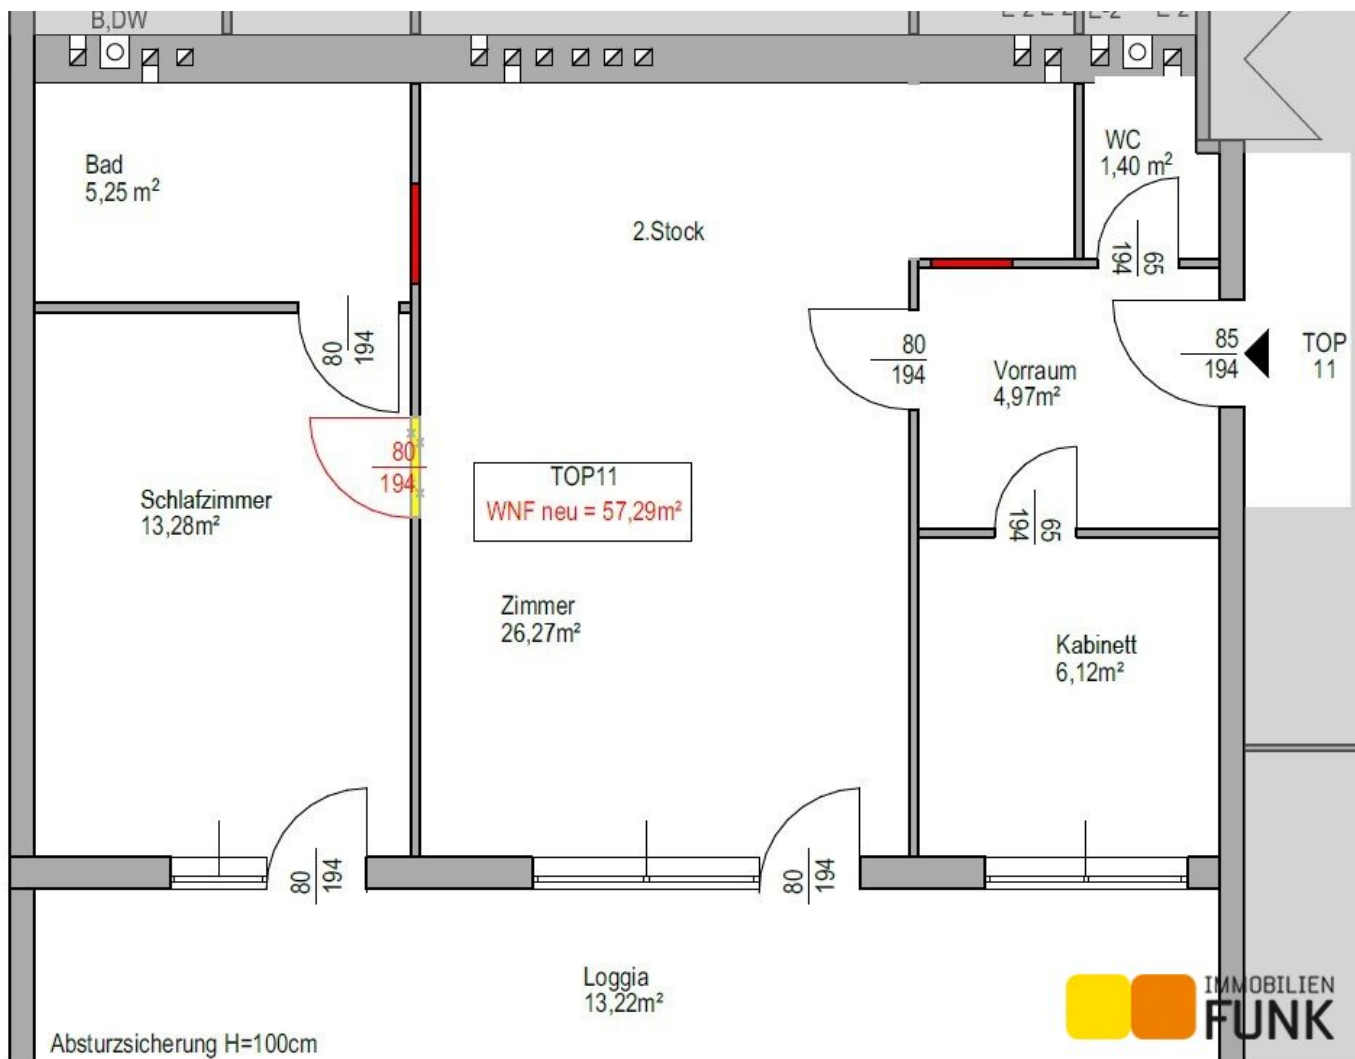 B,DW
Bad
5,25 m²
WC
1,40 m²
2.Stock
80
194
65
194
80
194
85
194
TOP
11
Vorraum
4,97m²
80
194
TOP11
WNF neu = 57,29m²
Schlafzimmer
13,28m²
65
194
Zimmer
26,27m²
Kabinett
6,12m²
80
194
80
194
Loggia
13,22m²
IMMOBILIEN
FUNK
Absturzsicherung H=100cm